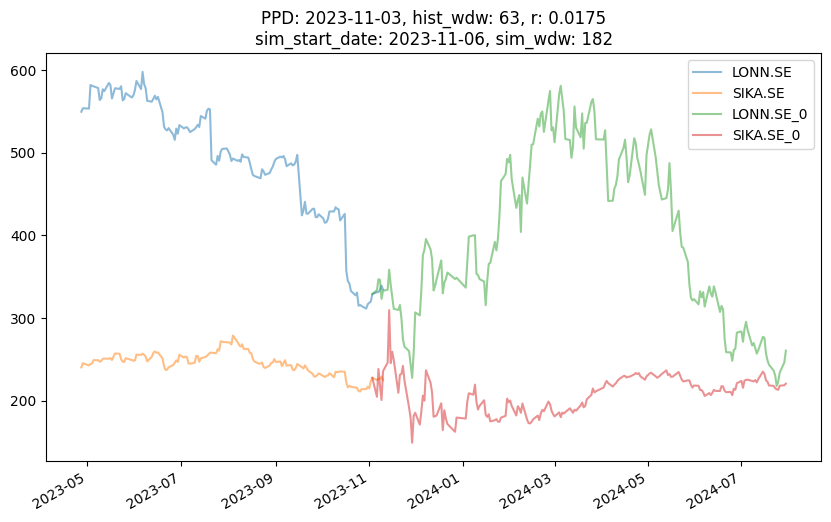 PPD: 2023-11-03, hist_wdw: 63, r: 0.0175
sim_start_date: 2023-11-06, sim_wdw: 182
LONN.SE
SIKA.SE
LONN.SE_0
SIKA.SE_0
600
500
400
300
200
2023-05
2023-07
2023-09
2023-11
2024-01
2024-03
2024-05
2024-07